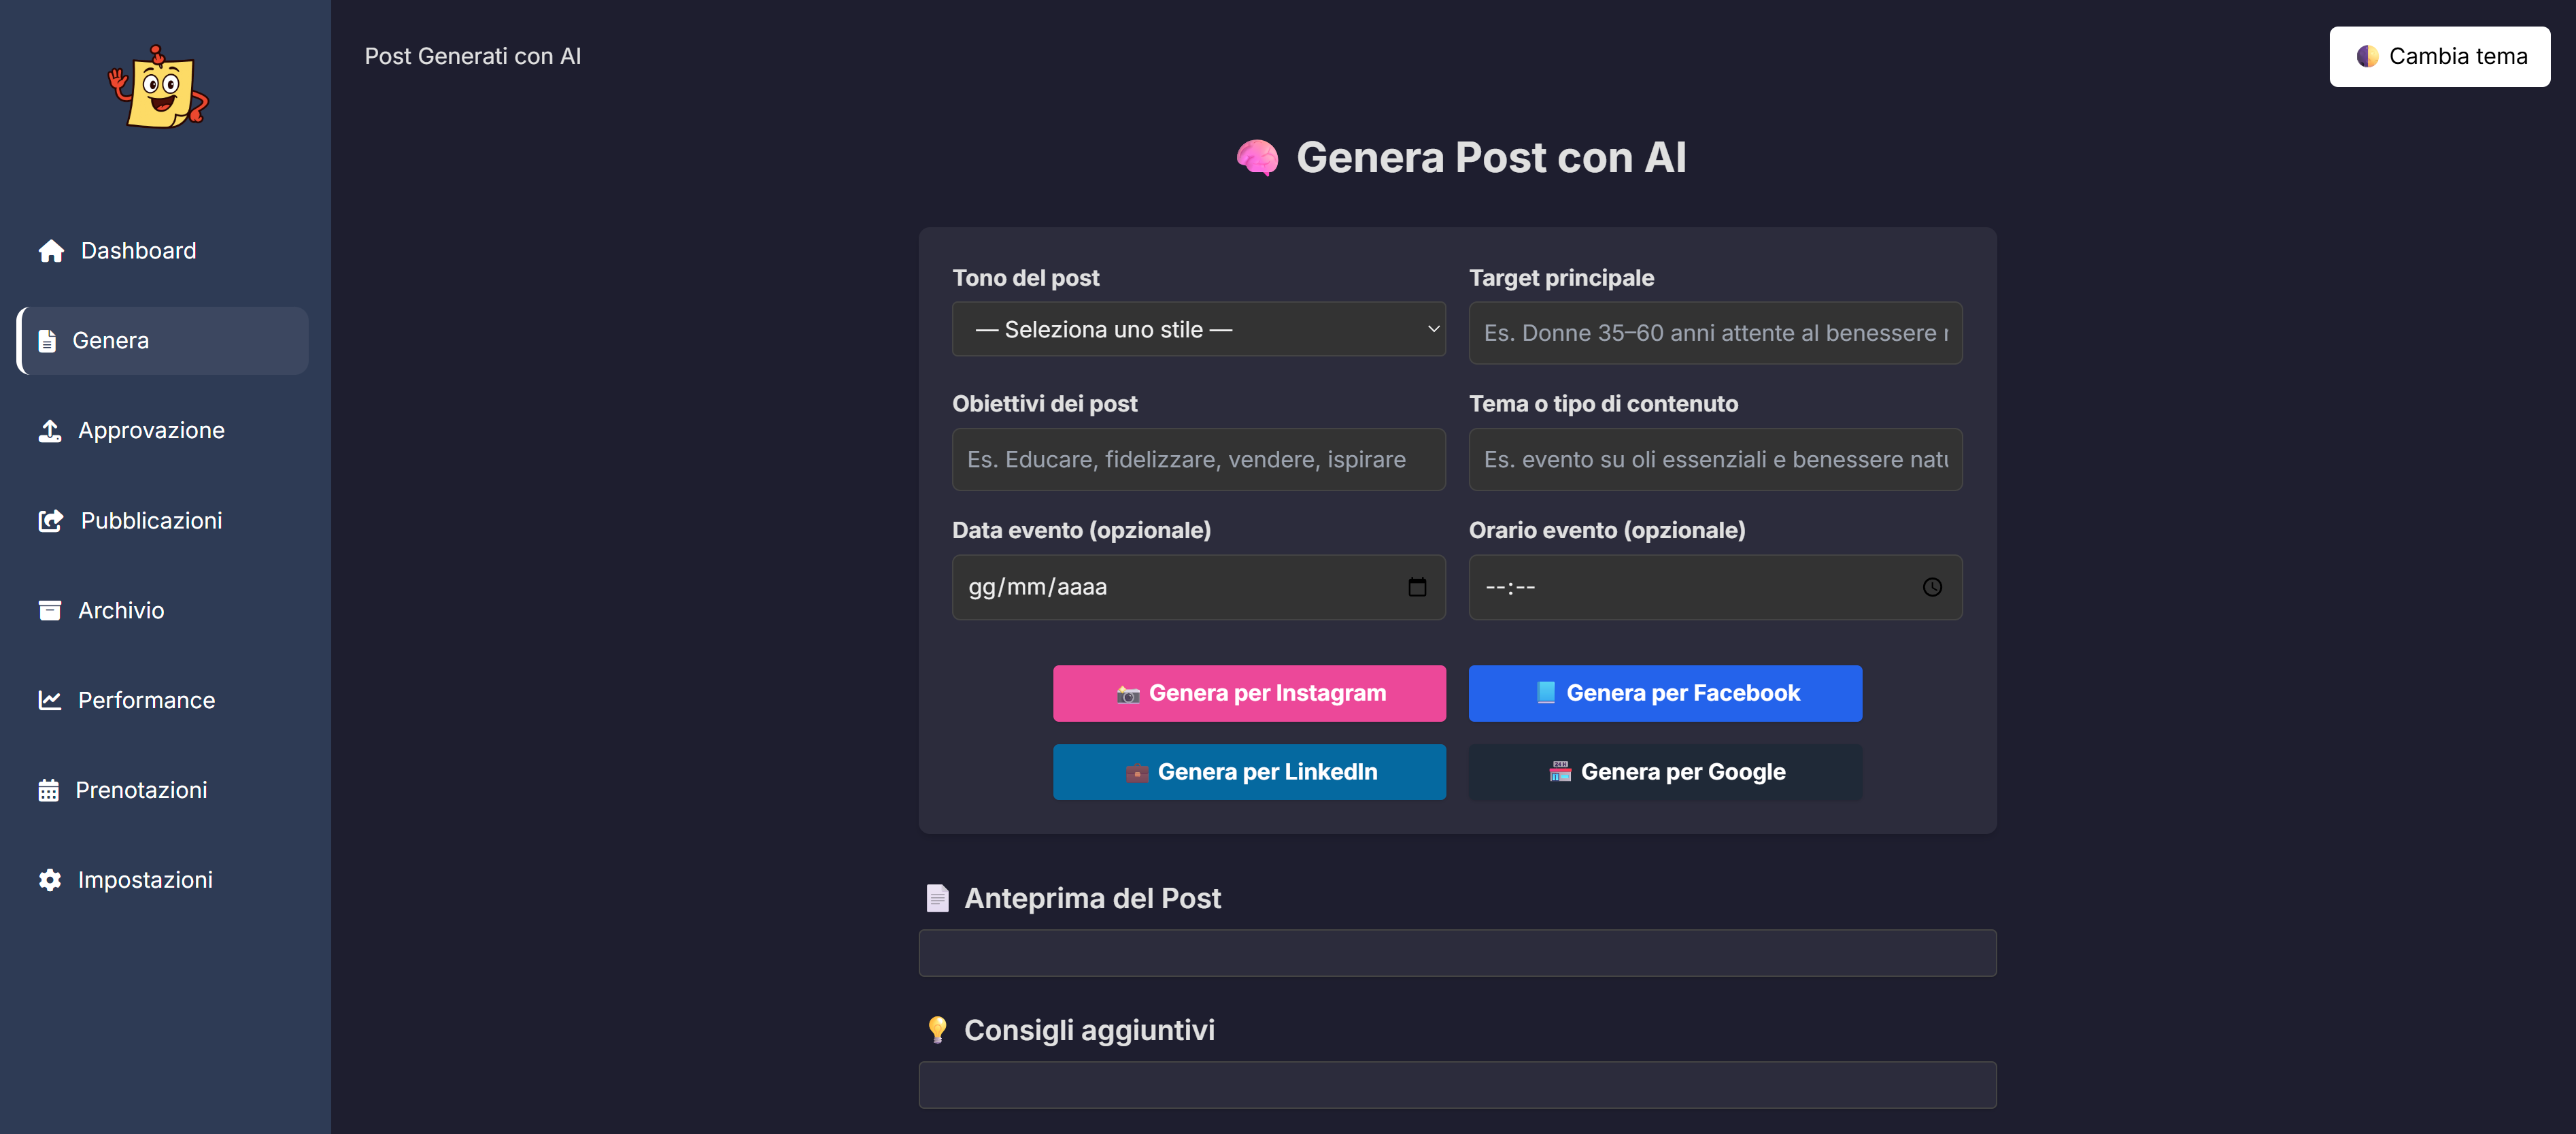 Post Generati con AI
Cambia tema
Dashboard
Genera
Approvazione
Pubblicazioni
Archivio
Performance
Prenotazioni
Impostazioni
Genera Post con AI
Tono del post
Target principale
— Seleziona uno stile —
Es. Donne 35–60 anni attente al benessere
Obiettivi dei post
Tema o tipo di contenuto
Es. Educare, fidelizzare, vendere, ispirare
Es. evento su oli essenziali e benessere natu
Data evento (opzionale)
Orario evento (opzionale)
gg/mm/aaaa
--:--
Genera per Instagram
Genera per Facebook
Genera per LinkedIn
Genera per Google
Anteprima del Post
Consigli aggiuntivi